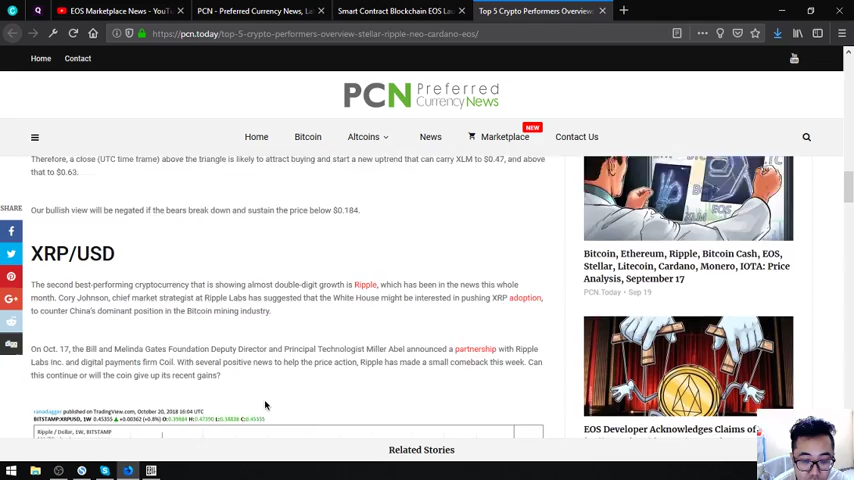 EOS Marketplace News - YouTu
PCN - Preferred Currency News, La
Smart Contract Blockchain EOS Lau
Top 5 Crypto Performers Overview
https://pcn.today/top-5-crypto-performers-overview-stellar-ripple-neo-cardano-eos/
Home Contact
PCN Preferred Currency News
Home Bitcoin Altcoins News Marketplace NEW Contact Us
Therefore, a close (UTC time frame) above the triangle is likely to attract buying and start a new uptrend that can carry XLM to $0.47, and above
that to $0.63.
Our bullish view will be negated if the bears break down and sustain the price below $0.184.
SHARE
XRP/USD
The second best-performing cryptocurrency that is showing almost double-digit growth is Ripple, which has been in the news this whole
month. Cory Johnson, chief market strategist at Ripple Labs has suggested that the White House might be interested in pushing XRP adoption,
to counter China's dominant position in the Bitcoin mining industry.
On Oct. 17, the Bill and Melinda Gates Foundation Deputy Director and Principal Technologist Miller Abel announced a partnership with Ripple
Labs Inc. and digital payments firm Coil. With several positive news to help the price action, Ripple has made a small comeback this week. Can
this continue or will the coin give up its recent gains?
published on TradingView.com, October 20, 2018 16:04 UTC
BITSTAMP:XRPUSD, 1W
Ripple / Dollar, 1W, BITSTAMP
XLM
EOS
Bitcoin, Ethereum, Ripple, Bitcoin Cash, EOS,
Stellar, Litecoin, Cardano, Monero, IOTA: Price
Analysis, September 17
PCN.Today • Sep 19
EOS Developer Acknowledges Claims of
Related Stories